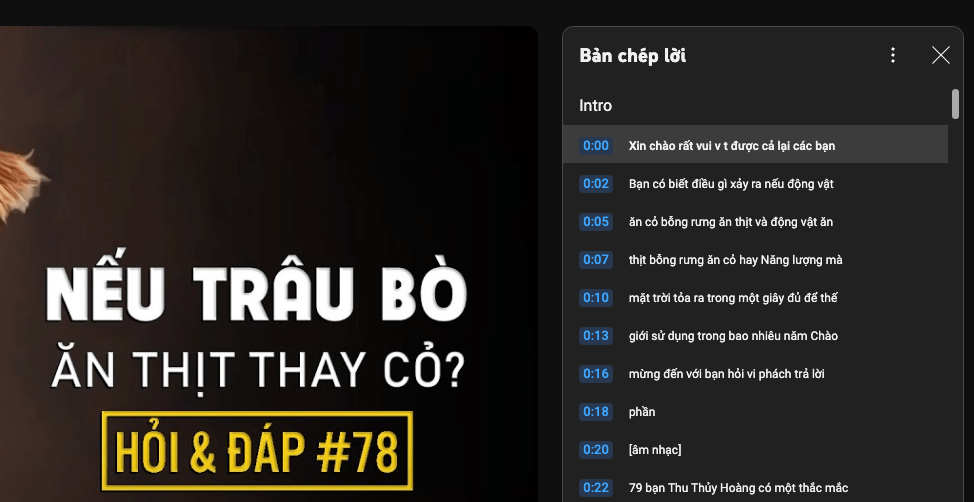 NẾU TRÂU BÒ
ĂN THỊT THAY CỎ?
HỎI & ĐÁP #78
Bản chép lời
Intro
0:00 Xin chào rất vui v t được cả lại các bạn
0:02 Bạn có biết điều gì xảy ra nếu động vật
0:05 ăn cỏ bỗng rưng ăn thịt và động vật ăn
0:07 thịt bỗng rưng ăn cỏ hay Năng lượng mà
0:10 mặt trời tỏa ra trong một giây đủ để thế
0:13 giới sử dụng trong bao nhiêu năm Chào
0:16 mừng đến với bạn hỏi vi phách trả lời
0:18 phần
0:20 [âm nhạc]
0:22 79 bạn Thu Thủy Hoàng có một thắc mắc